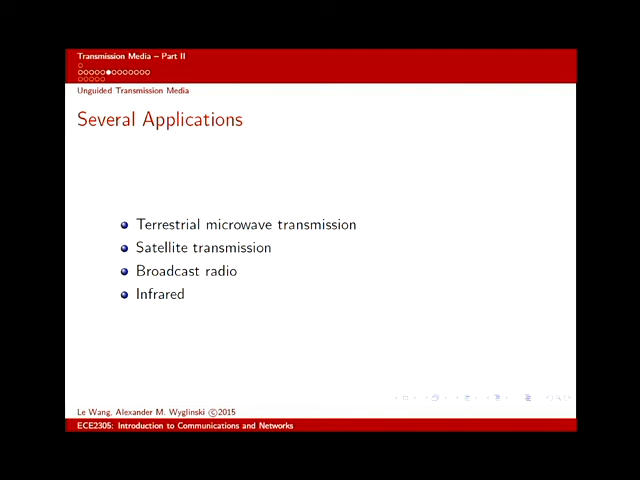 Transmission Media – Part II
Unguided Transmission Media
Several Applications
Terrestrial microwave transmission
Satellite transmission
Broadcast radio
Infrared
Le Wang, Alexander M. Wyglinski ©2015
ECE2305: Introduction to Communications and Networks